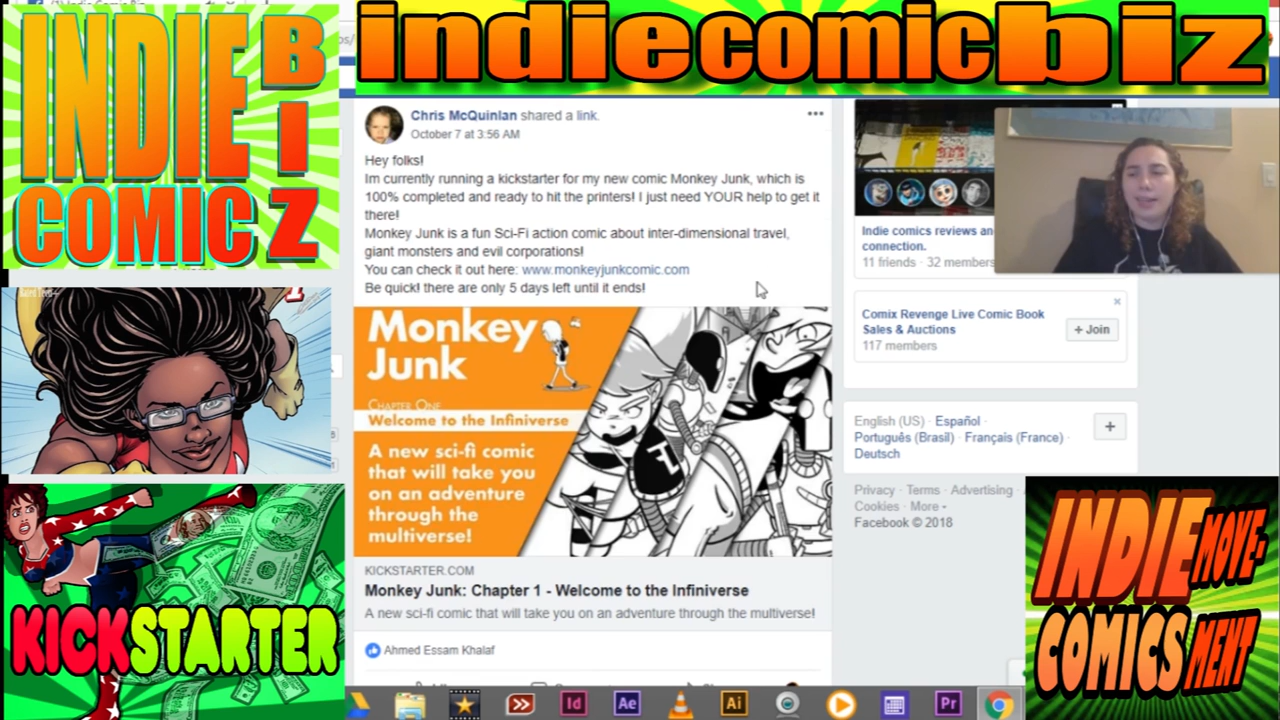 INDIE
BIZ
COMIC
indiecomicbiz
Chris McQuinlan shared a link.
October 7 at 3:56 AM
Hey folks!
Im currently running a kickstarter for my new comic Monkey Junk, which is
100% completed and ready to hit the printers! I just need YOUR help to get it
there!
Monkey Junk is a fun Sci-Fi action comic about inter-dimensional travel,
giant monsters and evil corporations!
You can check it out here: www.monkeyjunkcomic.com
Be quick! there are only 5 days left until it ends!
Monkey
Junk
CHAPTER ONE
Welcome to the Infiniverse
A new sci-fi comic
that will take you
on an adventure
through the
multiverse!
KICKSTARTER.COM
Monkey Junk: Chapter 1 - Welcome to the Infiniverse
A new sci-fi comic that will take you on an adventure through the multiverse!
Ahmed Essam Khalaf
Indie comics reviews
connection.
11 friends · 32 members
Comix Revenge Live Comic Book
Sales & Auctions
117 members
+ Join
English (US) · Español ·
Português (Brasil) · Français (France) ·
Deutsch
Privacy · Terms · Advertising ·
Cookies · More
Facebook © 2018
KICKSTARTER
INDIE MOVE-
COMICS MENT
Id
Ae
Ai
Pr